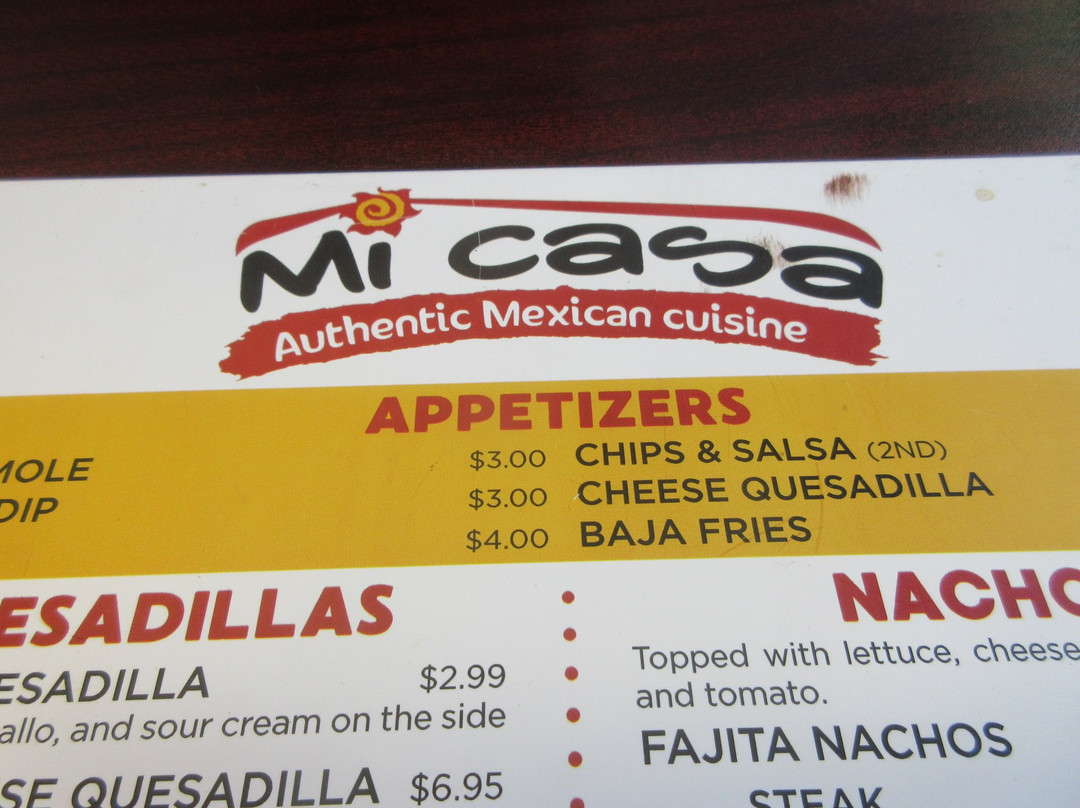 Mi casa
Authentic Mexican cuisine
APPETIZERS
MOLE
$3.00 CHIPS & SALSA (2ND)
DIP
$3.00 CHEESE QUESADILLA
$4.00 BAJA FRIES
ESADILLAS
ESADILLA $2.99
allo, and sour cream on the side
SE QUESADILLA $6.95
NACHO
Topped with lettuce, cheese
and tomato.
FAJITA NACHOS
STEAK